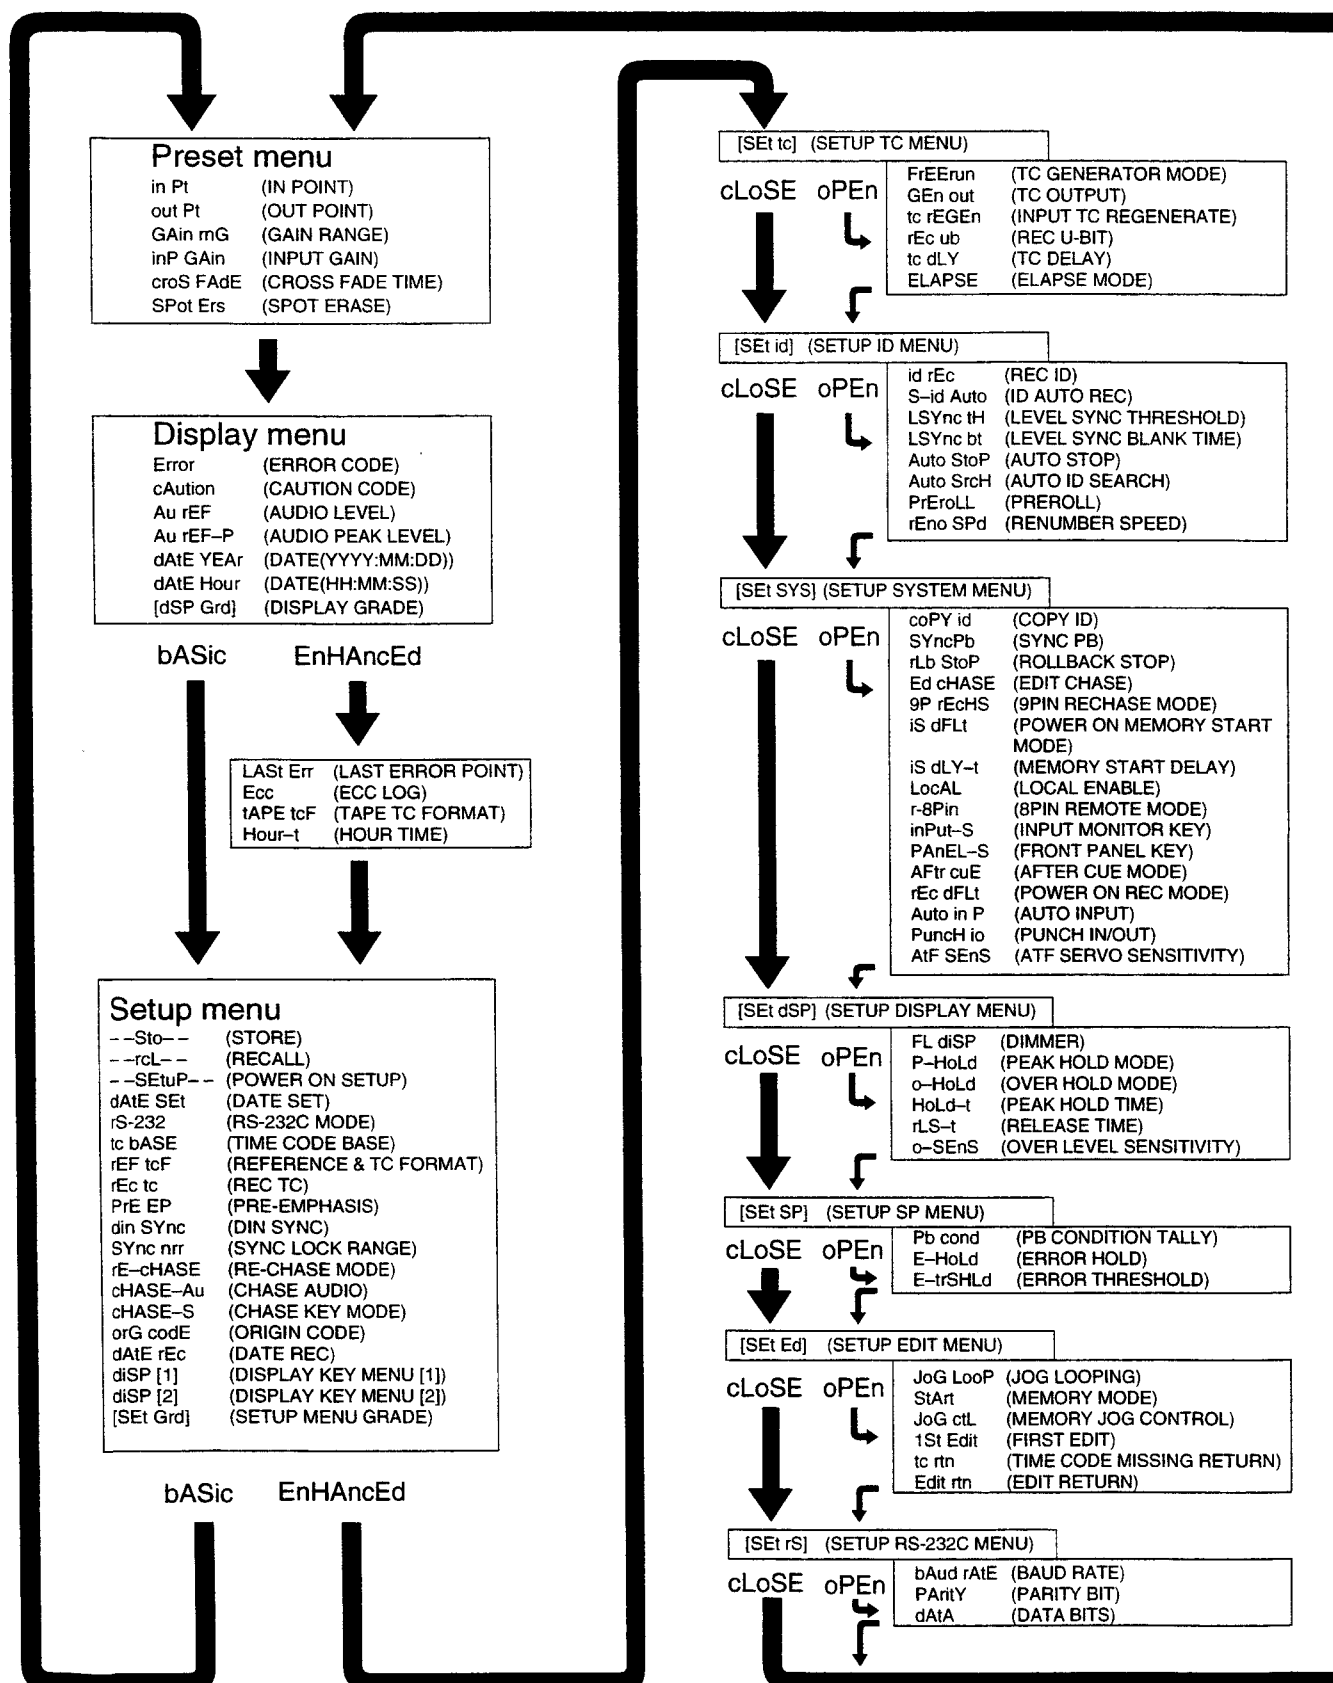 Preset menu
in Pt (IN POINT)
out Pt (OUT POINT)
GAin rnG (GAIN RANGE)
inP GAin (INPUT GAIN)
croS FAdE (CROSS FADE TIME)
SPot Ers (SPOT ERASE)
Display menu
Error (ERROR CODE)
cAution (CAUTION CODE)
Au rEF (AUDIO LEVEL)
Au rEF–P (AUDIO PEAK LEVEL)
dAtE YEAr (DATE(YYYY:MM:DD))
dAtE Hour (DATE(HH:MM:SS))
[dSP Grd] (DISPLAY GRADE)
bASic EnHAncEd
LASt Err (LAST ERROR POINT)
Ecc (ECC LOG)
tAPE tcF (TAPE TC FORMAT)
Hour–t (HOUR TIME)
Setup menu
––Sto–– (STORE)
––rcL–– (RECALL)
––SEtuP–– (POWER ON SETUP)
dAtE SEt (DATE SET)
rS-232 (RS-232C MODE)
tc bASE (TIME CODE BASE)
rEF tcF (REFERENCE & TC FORMAT)
rEc tc (REC TC)
PrE EP (PRE-EMPHASIS)
din SYnc (DIN SYNC)
SYnc nrr (SYNC LOCK RANGE)
rE–cHASE (RE-CHASE MODE)
cHASE–Au (CHASE AUDIO)
cHASE–S (CHASE KEY MODE)
orG codE (ORIGIN CODE)
dAtE rEc (DATE REC)
diSP [1] (DISPLAY KEY MENU [1])
diSP [2] (DISPLAY KEY MENU [2])
[SEt Grd] (SETUP MENU GRADE)
bASic EnHAncEd
[SEt tc] (SETUP TC MENU)
cLoSE oPEn
FrEErun (TC GENERATOR MODE)
GEn out (TC OUTPUT)
tc rEGEn (INPUT TC REGENERATE)
rEc ub (REC U-BIT)
tc dLY (TC DELAY)
ELAPSE (ELAPSE MODE)
[SEt id] (SETUP ID MENU)
cLoSE oPEn
id rEc (REC ID)
S–id Auto (ID AUTO REC)
LSYnc tH (LEVEL SYNC THRESHOLD)
LSYnc bt (LEVEL SYNC BLANK TIME)
Auto StoP (AUTO STOP)
Auto SrcH (AUTO ID SEARCH)
PrEroLL (PREROLL)
rEno SPd (RENUMBER SPEED)
[SEt SYS] (SETUP SYSTEM MENU)
cLoSE oPEn
coPY id (COPY ID)
SYncPb (SYNC PB)
rLb StoP (ROLLBACK STOP)
Ed cHASE (EDIT CHASE)
9P rEcHS (9PIN RECHASE MODE)
iS dFLt (POWER ON MEMORY START
MODE)
iS dLY–t (MEMORY START DELAY)
LocAL (LOCAL ENABLE)
r-8Pin (8PIN REMOTE MODE)
inPut–S (INPUT MONITOR KEY)
PAnEL–S (FRONT PANEL KEY)
AFtr cuE (AFTER CUE MODE)
rEc dFLt (POWER ON REC MODE)
Auto in P (AUTO INPUT)
PuncH io (PUNCH IN/OUT)
AtF SEnS (ATF SERVO SENSITIVITY)
[SEt dSP] (SETUP DISPLAY MENU)
cLoSE oPEn
FL diSP (DIMMER)
P–HoLd (PEAK HOLD MODE)
o–HoLd (OVER HOLD MODE)
HoLd–t (PEAK HOLD TIME)
rLS–t (RELEASE TIME)
o–SEnS (OVER LEVEL SENSITIVITY)
[SEt SP] (SETUP SP MENU)
cLoSE oPEn
Pb cond (PB CONDITION TALLY)
E–HoLd (ERROR HOLD)
E–trSHLd (ERROR THRESHOLD)
[SEt Ed] (SETUP EDIT MENU)
cLoSE oPEn
JoG LooP (JOG LOOPING)
StArt (MEMORY MODE)
JoG ctL (MEMORY JOG CONTROL)
1St Edit (FIRST EDIT)
tc rtn (TIME CODE MISSING RETURN)
Edit rtn (EDIT RETURN)
[SEt rS] (SETUP RS-232C MENU)
cLoSE oPEn
bAud rAtE (BAUD RATE)
PAritY (PARITY BIT)
dAtA (DATA BITS)